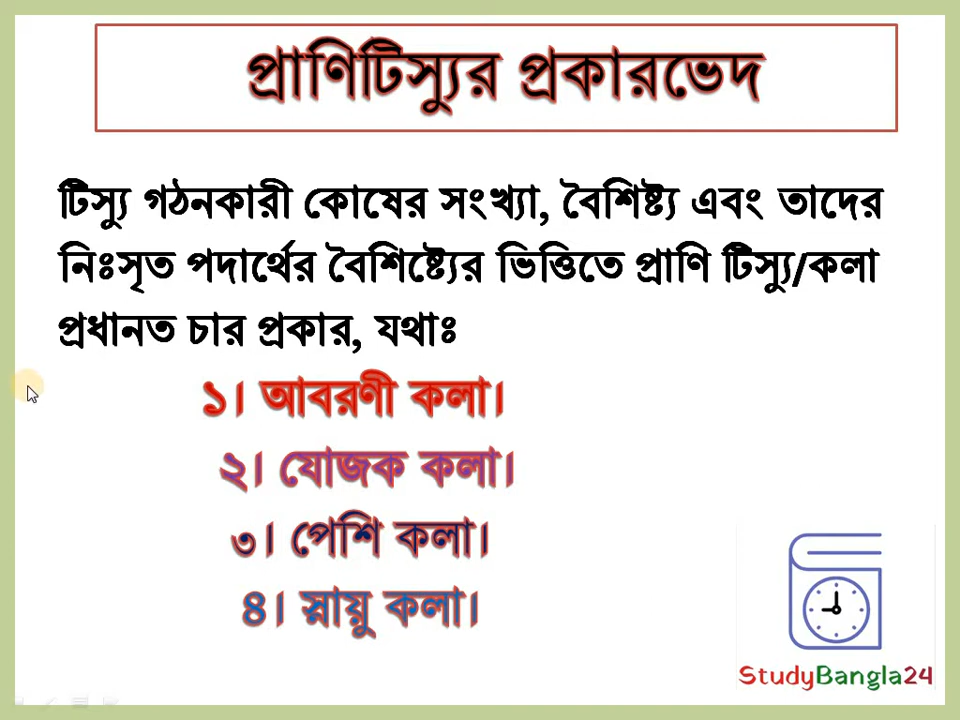 প্রাণিটিস্যুর প্রকারভেদ
টিস্যু গঠনকারী কোষের সংখ্যা, বৈশিষ্ট্য এবং তাদের
নিঃসৃত পদার্থের বৈশিষ্ট্যের ভিত্তিতে প্রাণি টিস্যু/কলা
প্রধানত চার প্রকার, যথাঃ
১। আবরণী কলা।
২। যোজক কলা।
৩। পেশি কলা।
৪। স্নায়ু কলা।
StudyBangla24